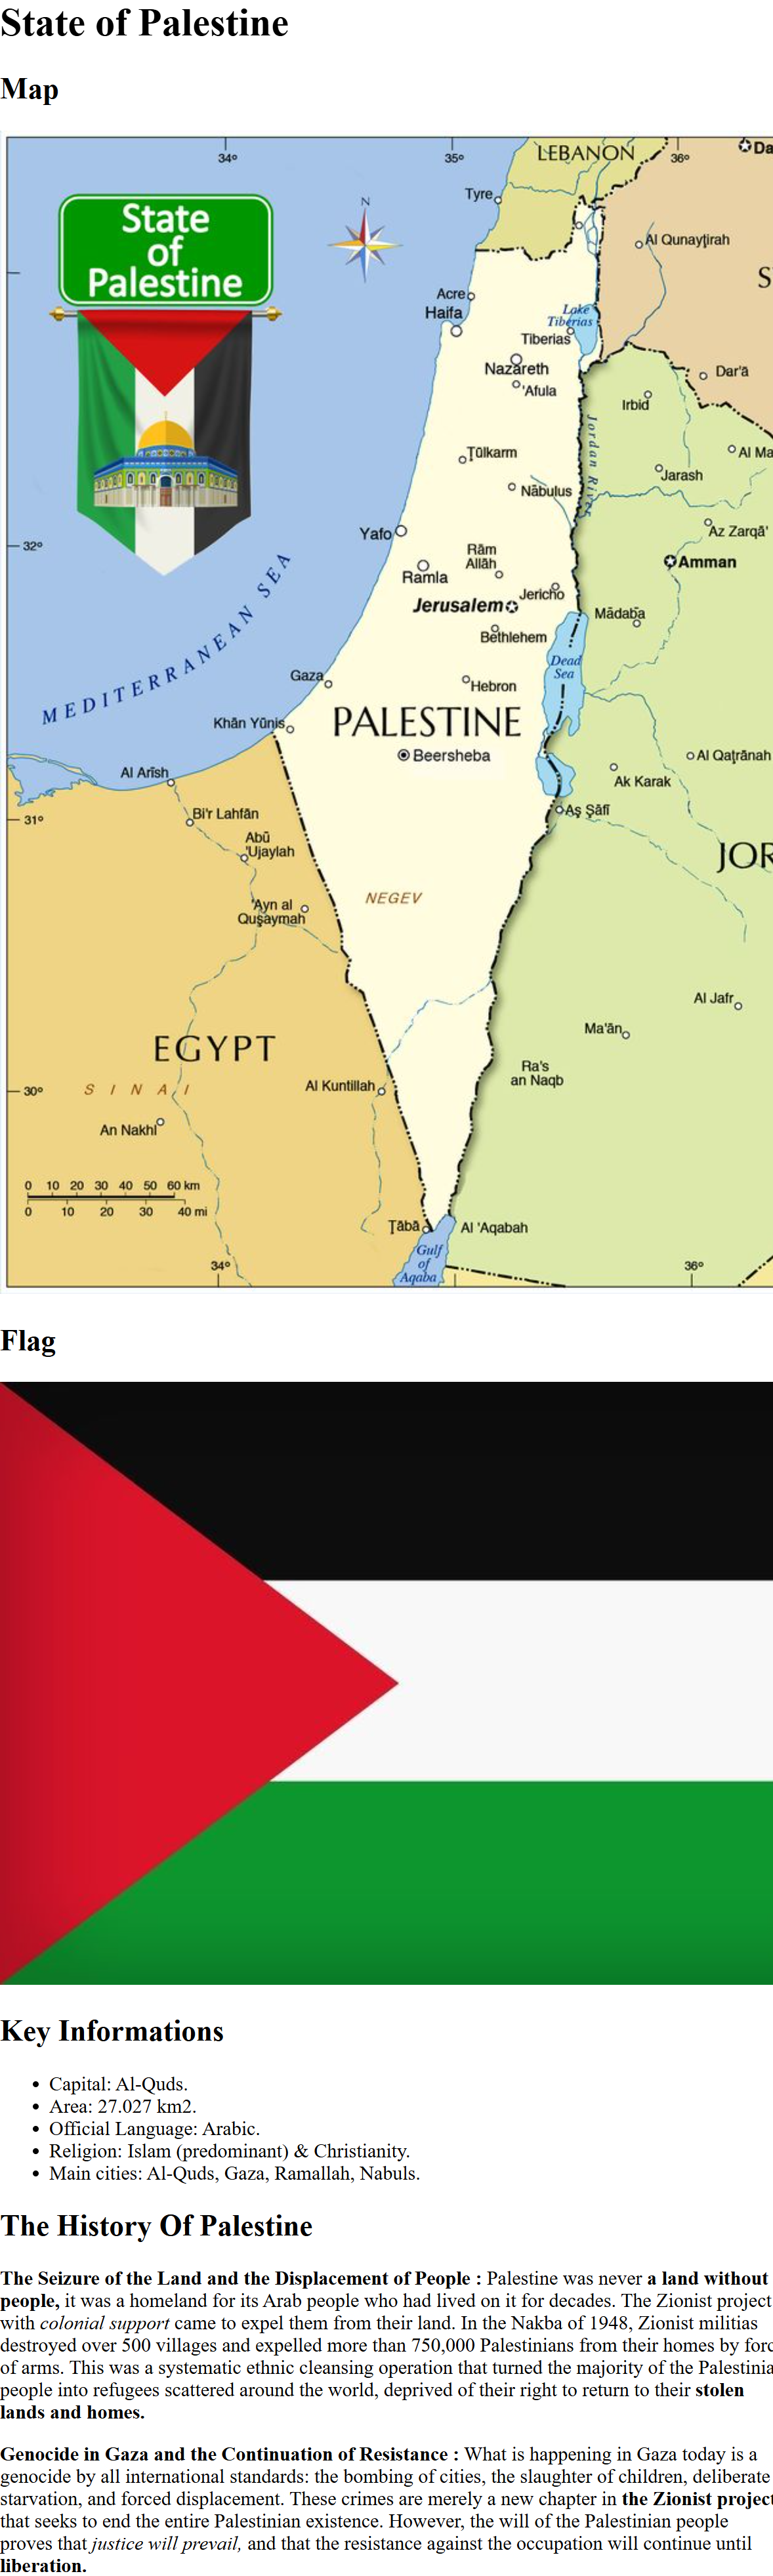 State of Palestine
Map
34°
35°
LEBANON
36°
Da
Tyre
N
State
of
Palestine
Al Qunayţirah
S
Acre
Haifa
Lake
Tiberias
Tiberias
Nazareth
'Afula
Dar'ā
Irbid
Jordan River
Tūlkarm
Al Ma
Jarash
Nābulus
Yafo
32°
Az Zarqā'
Rām
Allāh
Amman
Ramla
Jericho
Jerusalem
Mādabā
Bethlehem
MEDITERRANEAN SEA
Dead
Sea
Gaza
Hebron
Khān Yūnis
PALESTINE
Beersheba
Al Qaţrānah
Al Arīsh
Ak Karak
Bi'r Lahfān
31°
Aş Şāfī
Abū
'Ujaylah
JOR
NEGEV
'Ayn al
Quşaymah
Al Jafr
Ma'ān
EGYPT
Ra's
an Naqb
30°
SINAI
Al Kuntillah
An Nakhl
0 10 20 30 40 50 60 km
0 10 20 30 40 mi
Ţābā
Al 'Aqabah
Gulf
of
Aqaba
34°
36°
Flag
Key Informations
• Capital: Al-Quds.
• Area: 27.027 km2.
• Official Language: Arabic.
• Religion: Islam (predominant) & Christianity.
• Main cities: Al-Quds, Gaza, Ramallah, Nabuls.
The History Of Palestine
The Seizure of the Land and the Displacement of People : Palestine was never a land without
people, it was a homeland for its Arab people who had lived on it for decades. The Zionist project
with colonial support came to expel them from their land. In the Nakba of 1948, Zionist militias
destroyed over 500 villages and expelled more than 750,000 Palestinians from their homes by forc
of arms. This was a systematic ethnic cleansing operation that turned the majority of the Palestinia
people into refugees scattered around the world, deprived of their right to return to their stolen
lands and homes.
Genocide in Gaza and the Continuation of Resistance : What is happening in Gaza today is a
genocide by all international standards: the bombing of cities, the slaughter of children, deliberate
starvation, and forced displacement. These crimes are merely a new chapter in the Zionist project
that seeks to end the entire Palestinian existence. However, the will of the Palestinian people
proves that justice will prevail, and that the resistance against the occupation will continue until
liberation.